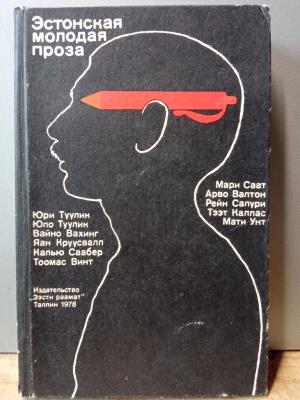 Эстонская
молодая
проза
Мари Саат
Арво Валтон
Рейн Салури
Тээт Каллас
Мати Унт
Юри Туулик
Юло Туулик
Вайно Вахинг
Яан Круусвалл
Калью Саабер
Тоомас Винт
Издательство
„Ээсти раамат"
Таллин 1978